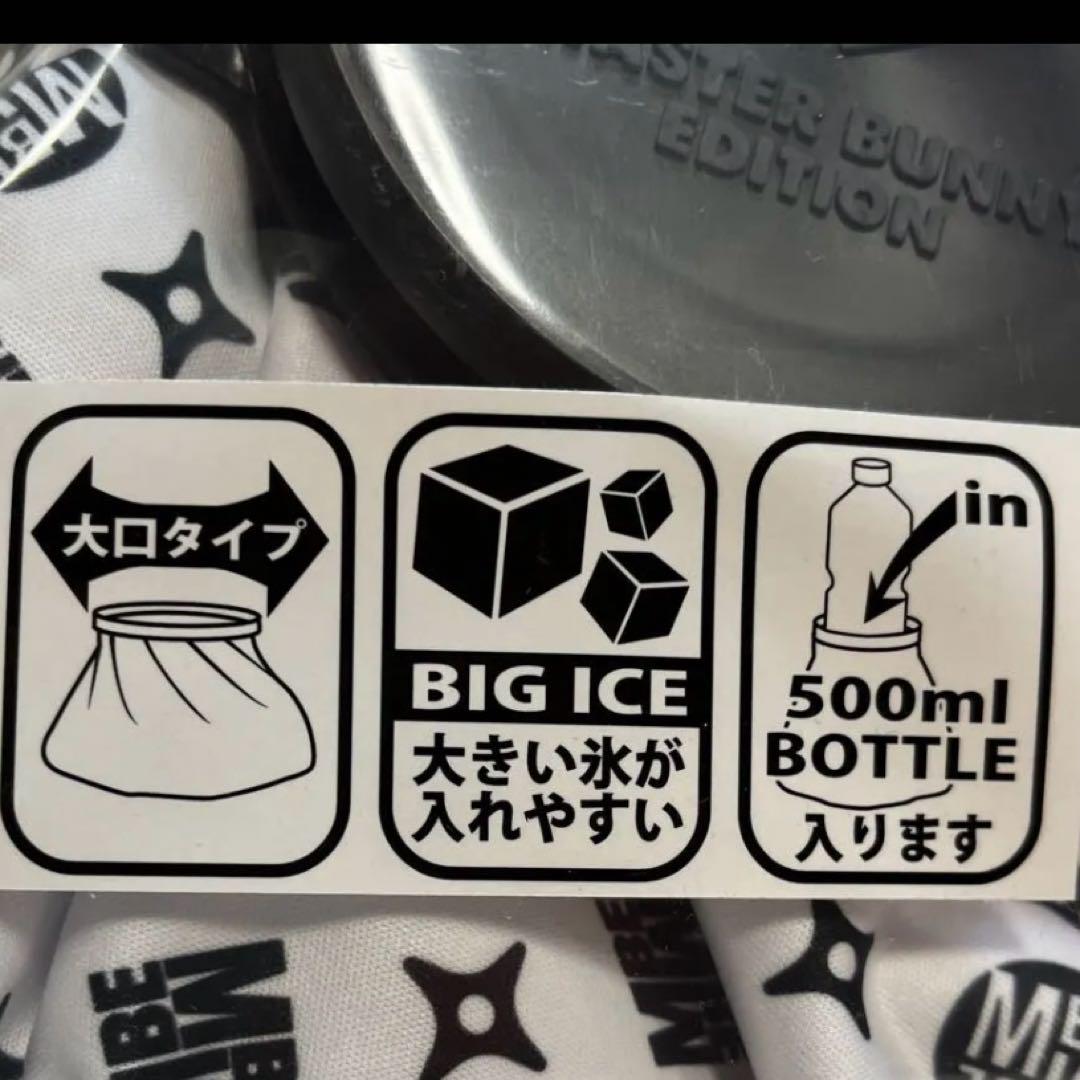 MASTER BUNNY
EDITION
大口タイプ
BIG ICE
大きい氷が
入れやすい
in
500ml
BOTTLE
入ります